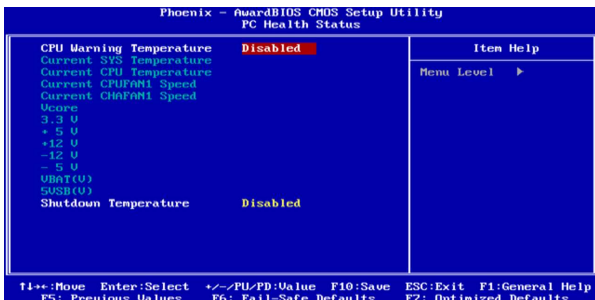 Phoenix - AwardBIOS CMOS Setup Utility
PC Health Status
CPU Warning Temperature Disabled
Current SYS Temperature
Current CPU Temperature
Current CPUFAN1 Speed
Current CHAFAN1 Speed
Vcore
3.3 V
+ 5 V
+12 V
-12 V
- 5 V
VBAT(V)
5VSB(V)
Shutdown Temperature Disabled
Item Help
Menu Level ▶
↑↓→←:Move Enter:Select +/-/PU/PD:Value F10:Save ESC:Exit F1:General Help
F5: Previous Values F6: Fail-Safe Defaults F7: Optimized Defaults